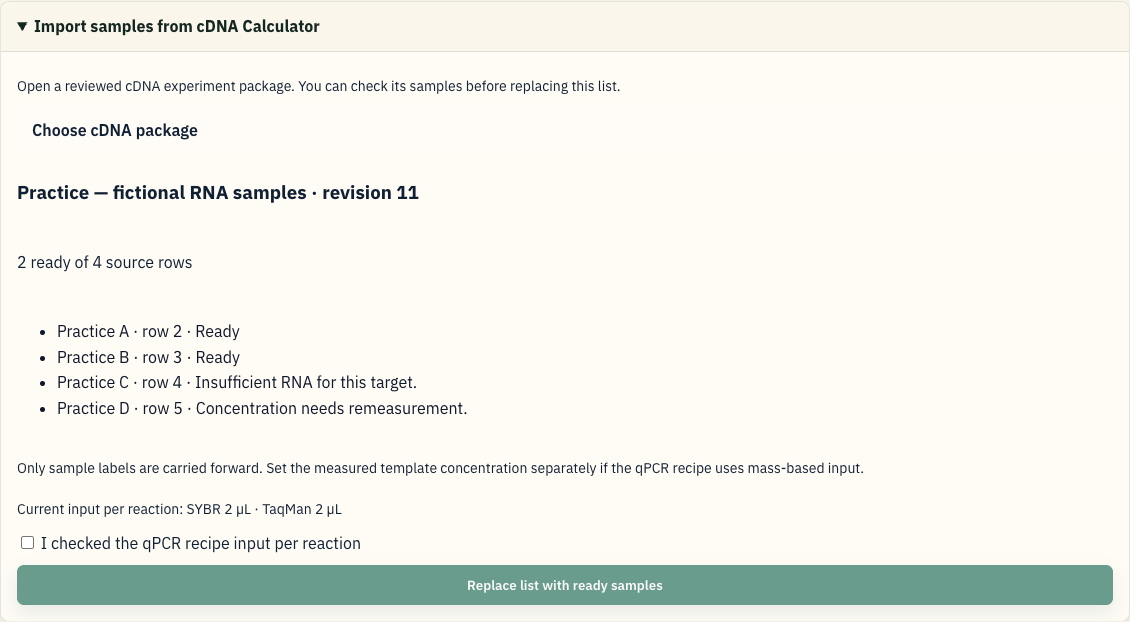 ▼ Import samples from cDNA Calculator
Open a reviewed cDNA experiment package. You can check its samples before replacing this list.
Choose cDNA package
Practice — fictional RNA samples · revision 11
2 ready of 4 source rows
• Practice A · row 2 · Ready
• Practice B · row 3 · Ready
• Practice C · row 4 · Insufficient RNA for this target.
• Practice D · row 5 · Concentration needs remeasurement.
Only sample labels are carried forward. Set the measured template concentration separately if the qPCR recipe uses mass-based input.
Current input per reaction: SYBR 2 µL · TaqMan 2 µL
I checked the qPCR recipe input per reaction
Replace list with ready samples